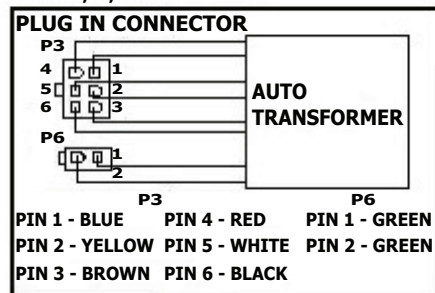 PLUG IN CONNECTOR
P3
4 1
5 2
6 3
AUTO
TRANSFORMER
P6
1
2
P3 P6
PIN 1 - BLUE PIN 4 - RED PIN 1 - GREEN
PIN 2 - YELLOW PIN 5 - WHITE PIN 2 - GREEN
PIN 3 - BROWN PIN 6 - BLACK